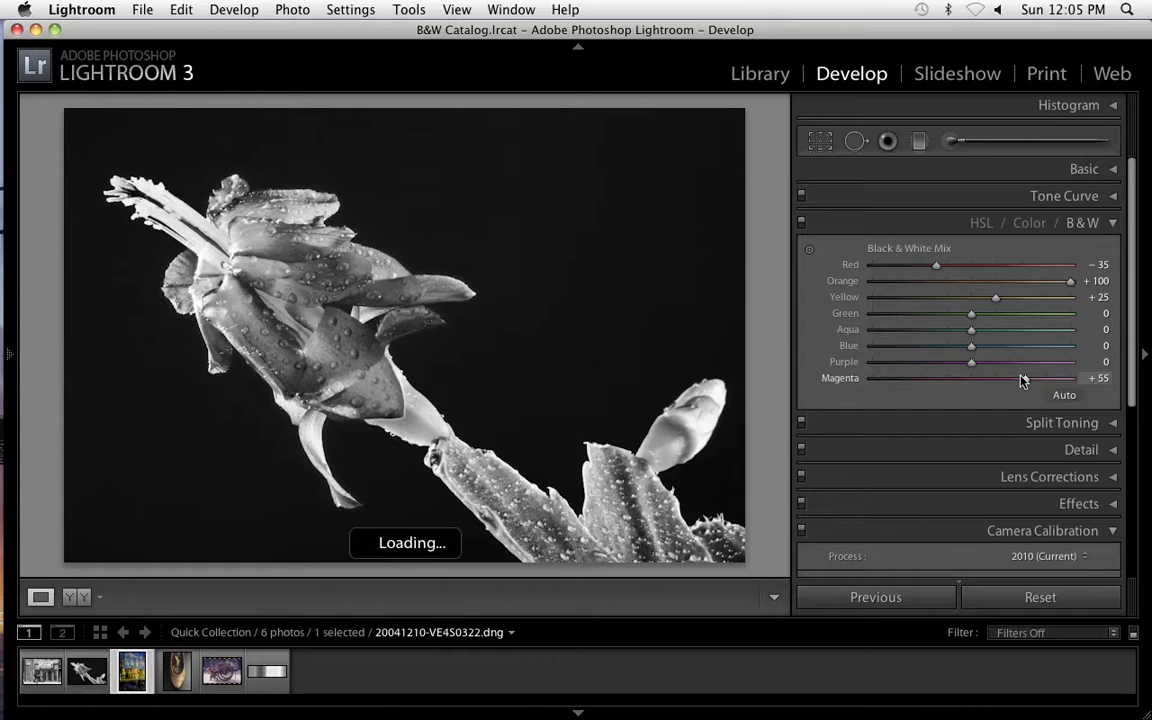 Lightroom File Edit Develop Photo Settings Tools View Window Help Sun 12:05 PM
B&W Catalog.lrcat – Adobe Photoshop Lightroom – Develop
Lr ADOBE PHOTOSHOP
LIGHTROOM 3
Library Develop Slideshow Print Web
Histogram
Basic
Tone Curve
HSL / Color / B&W
Black & White Mix
Red – 35
Orange + 100
Yellow + 25
Green 0
Aqua 0
Blue 0
Purple 0
Magenta + 55
Auto
Split Toning
Detail
Lens Corrections
Effects
Camera Calibration
Process : 2010 (Current)
Loading...
Y Y
Previous Reset
1 2 Quick Collection / 6 photos / 1 selected / 20041210-VE4S0322.dng Filter : Filters Off